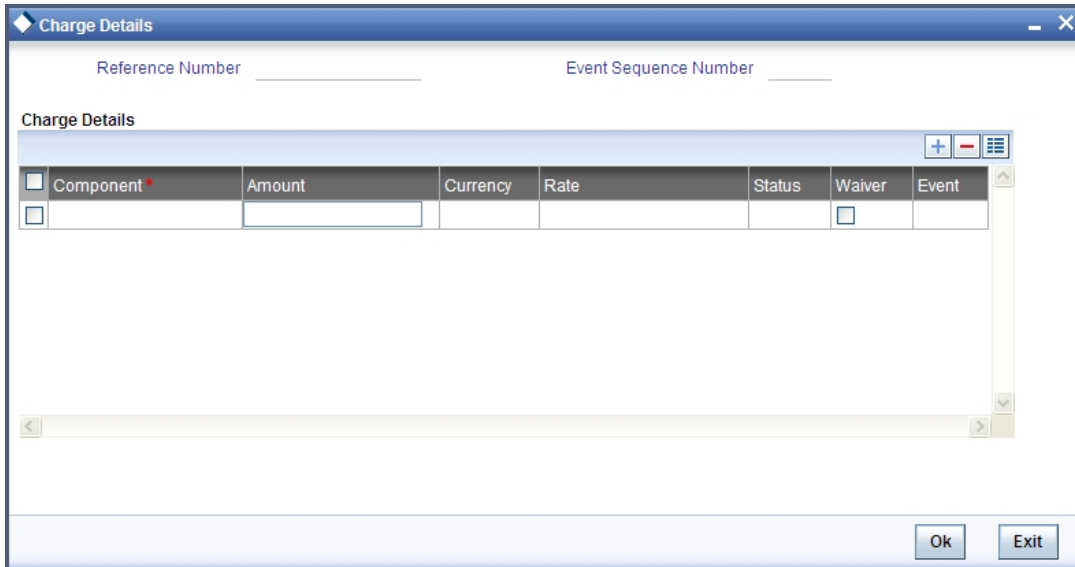 Charge Details
Reference Number Event Sequence Number
Charge Details
Component* Amount Currency Rate Status Waiver Event
Ok Exit